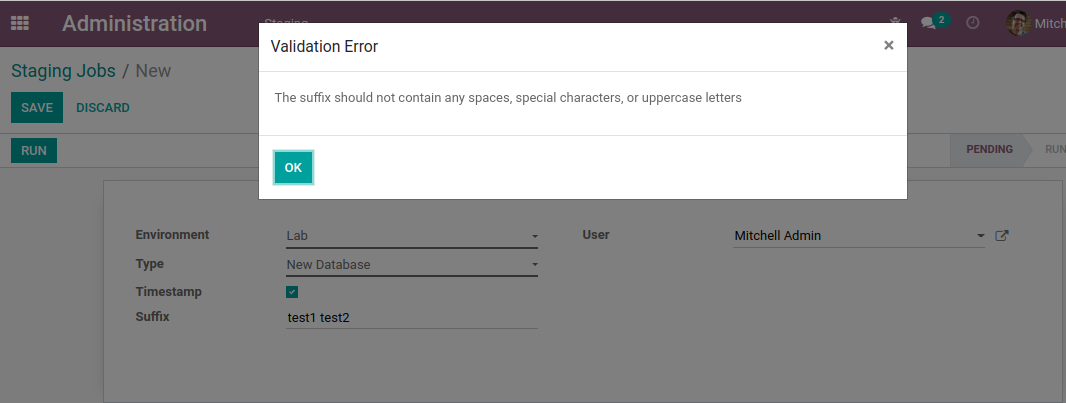 Administration
Staging
2
Mitch
Validation Error
×
Staging Jobs / New
The suffix should not contain any spaces, special characters, or uppercase letters
SAVE
DISCARD
RUN
PENDING
RUN
OK
Environment
Lab
User
Mitchell Admin
Type
New Database
Timestamp
Suffix
test1 test2